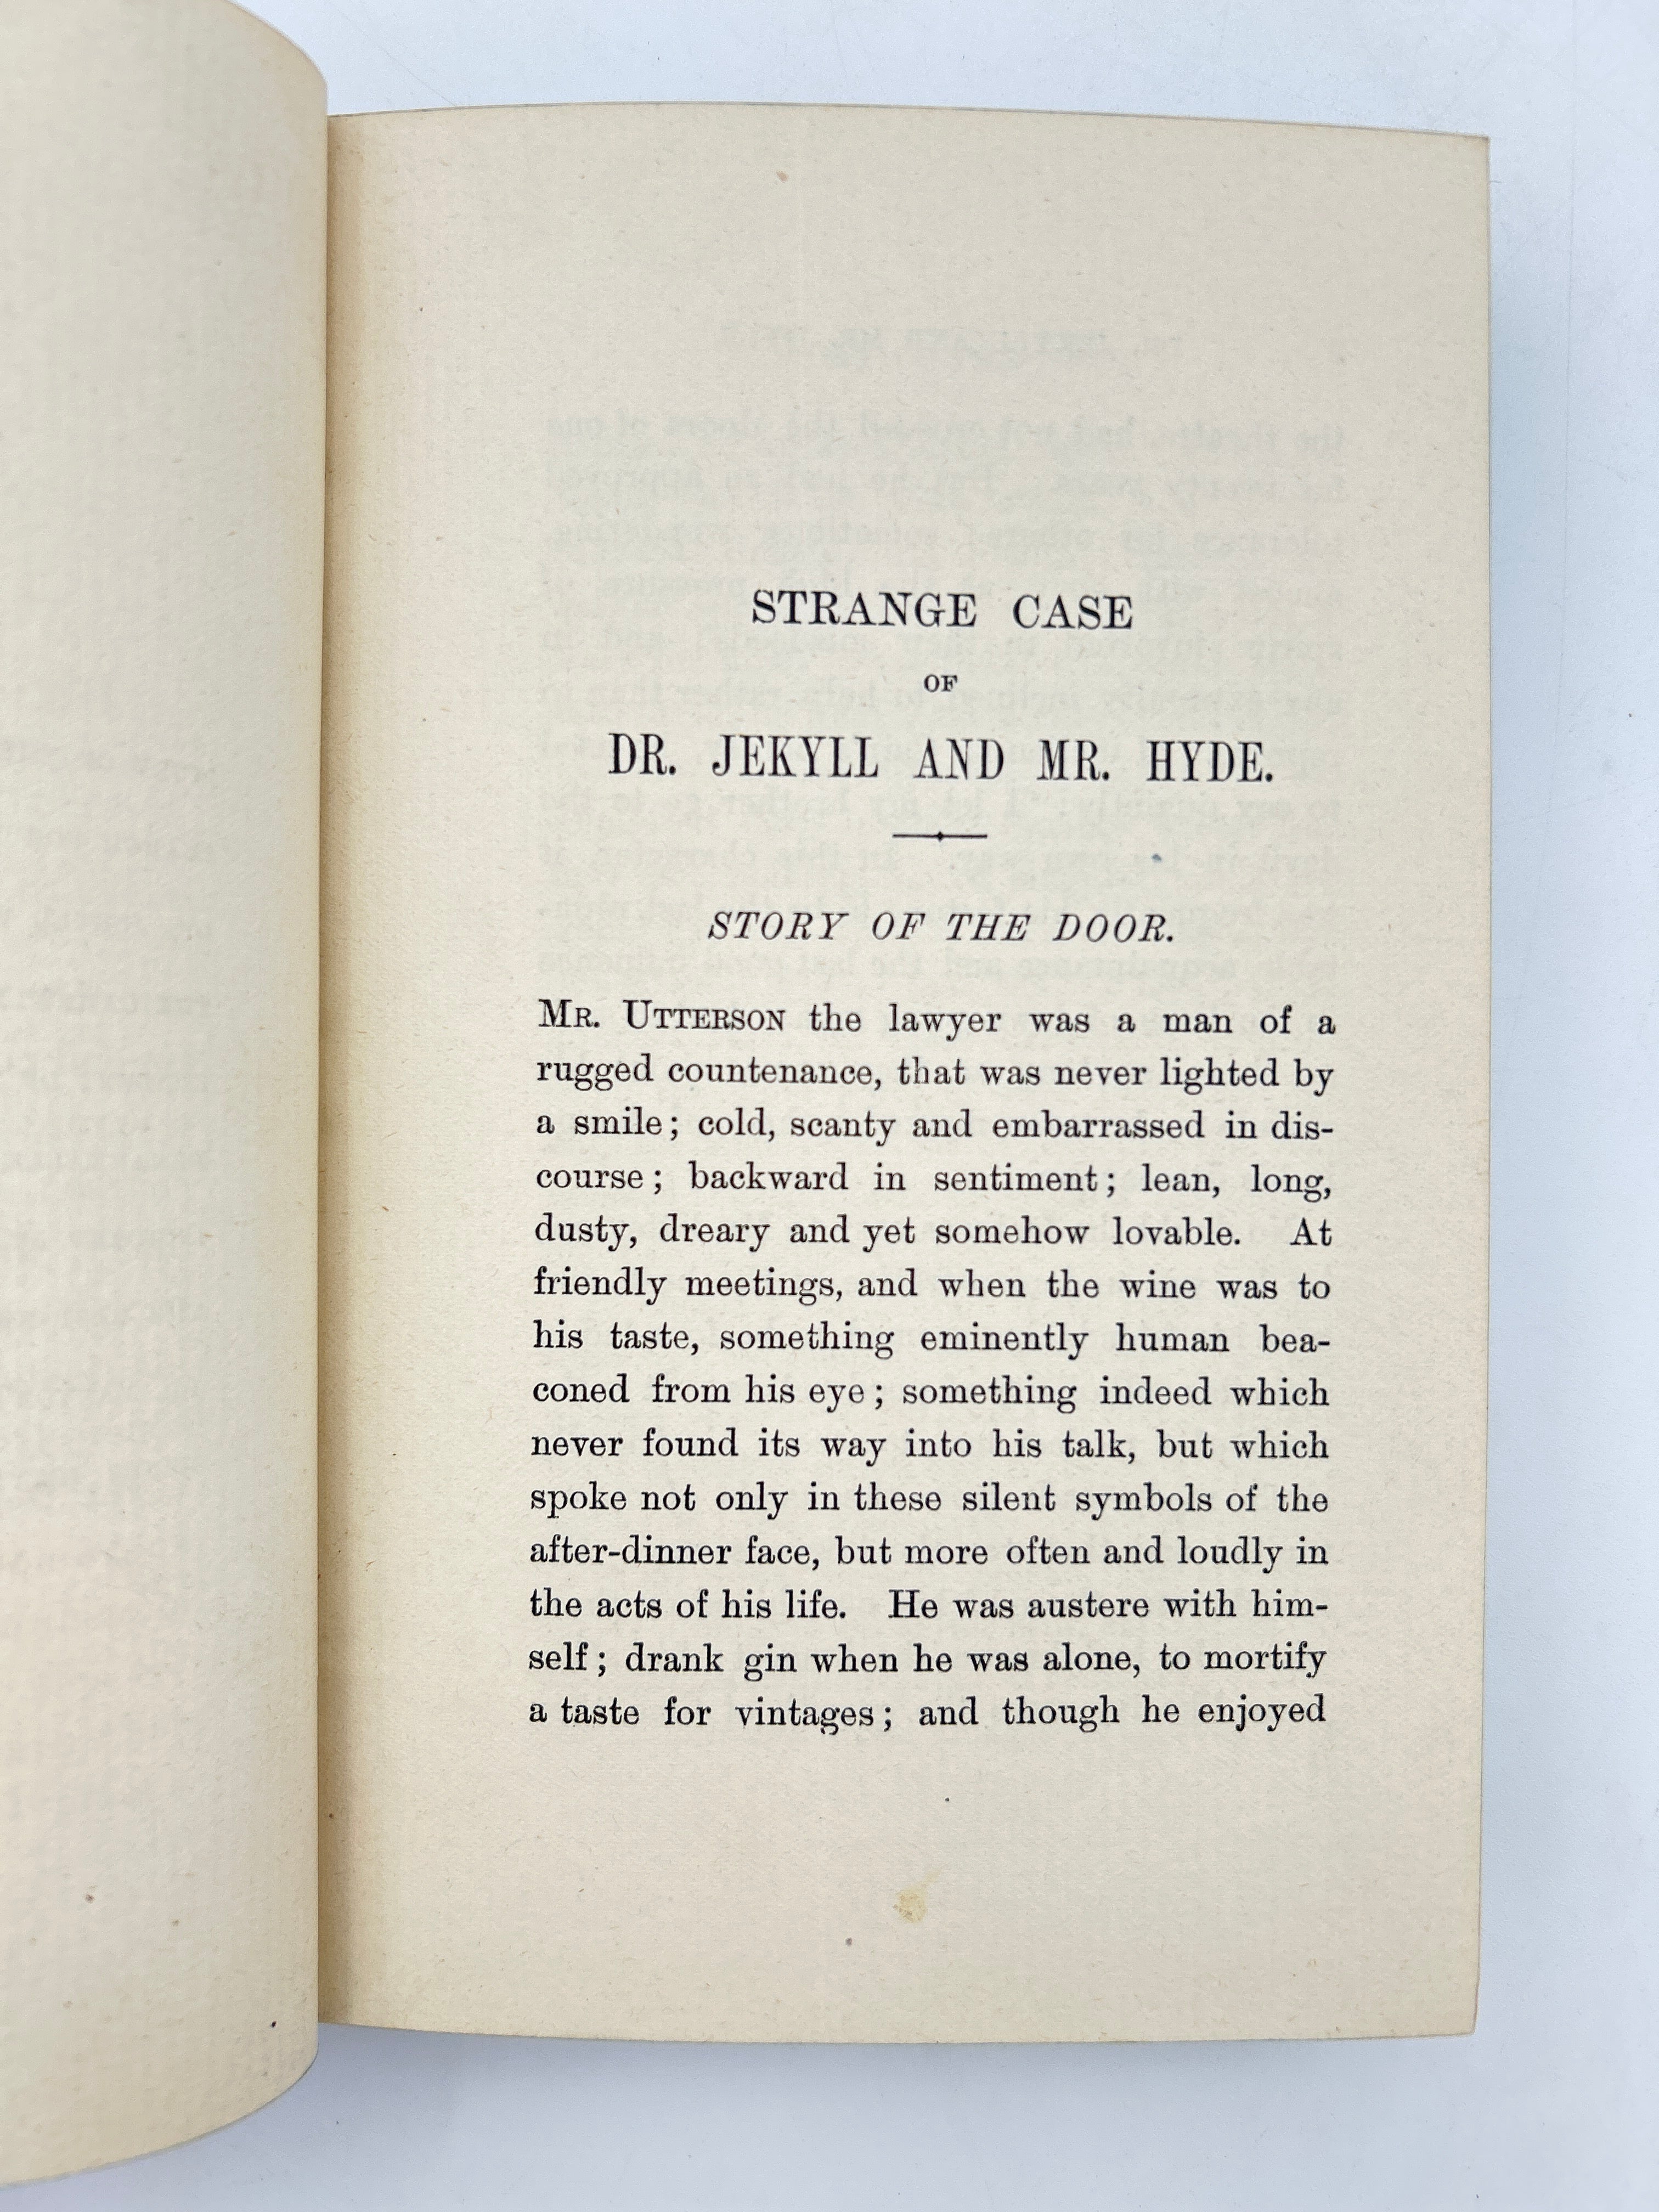 STRANGE CASE
OF
DR. JEKYLL AND MR. HYDE.
STORY OF THE DOOR.
MR. UTTERSON the lawyer was a man of a
rugged countenance, that was never lighted by
a smile; cold, scanty and embarrassed in dis-
course; backward in sentiment; lean, long,
dusty, dreary and yet somehow lovable. At
friendly meetings, and when the wine was to
his taste, something eminently human bea-
coned from his eye; something indeed which
never found its way into his talk, but which
spoke not only in these silent symbols of the
after-dinner face, but more often and loudly in
the acts of his life. He was austere with him-
self; drank gin when he was alone, to mortify
a taste for vintages; and though he enjoyed